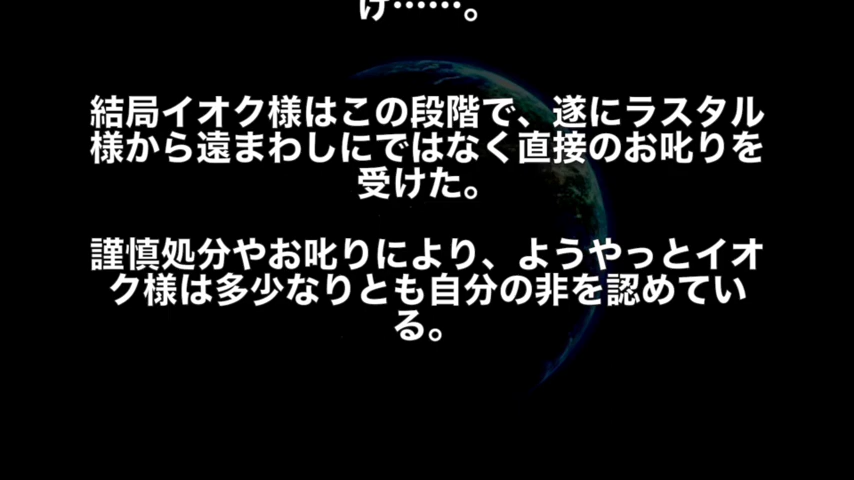 け……。
結局イオク様はこの段階で、遂にラスタル
様から遠まわしにではなく直接のお叱りを
受けた。
謹慎処分やお叱りにより、ようやっとイオ
ク様は多少なりとも自分の非を認めてい
る。